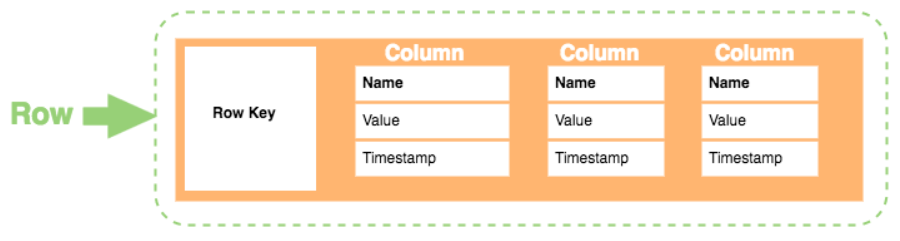 Column Column Column
Name Name Name
Row Row Key Value Value Value
Timestamp Timestamp Timestamp